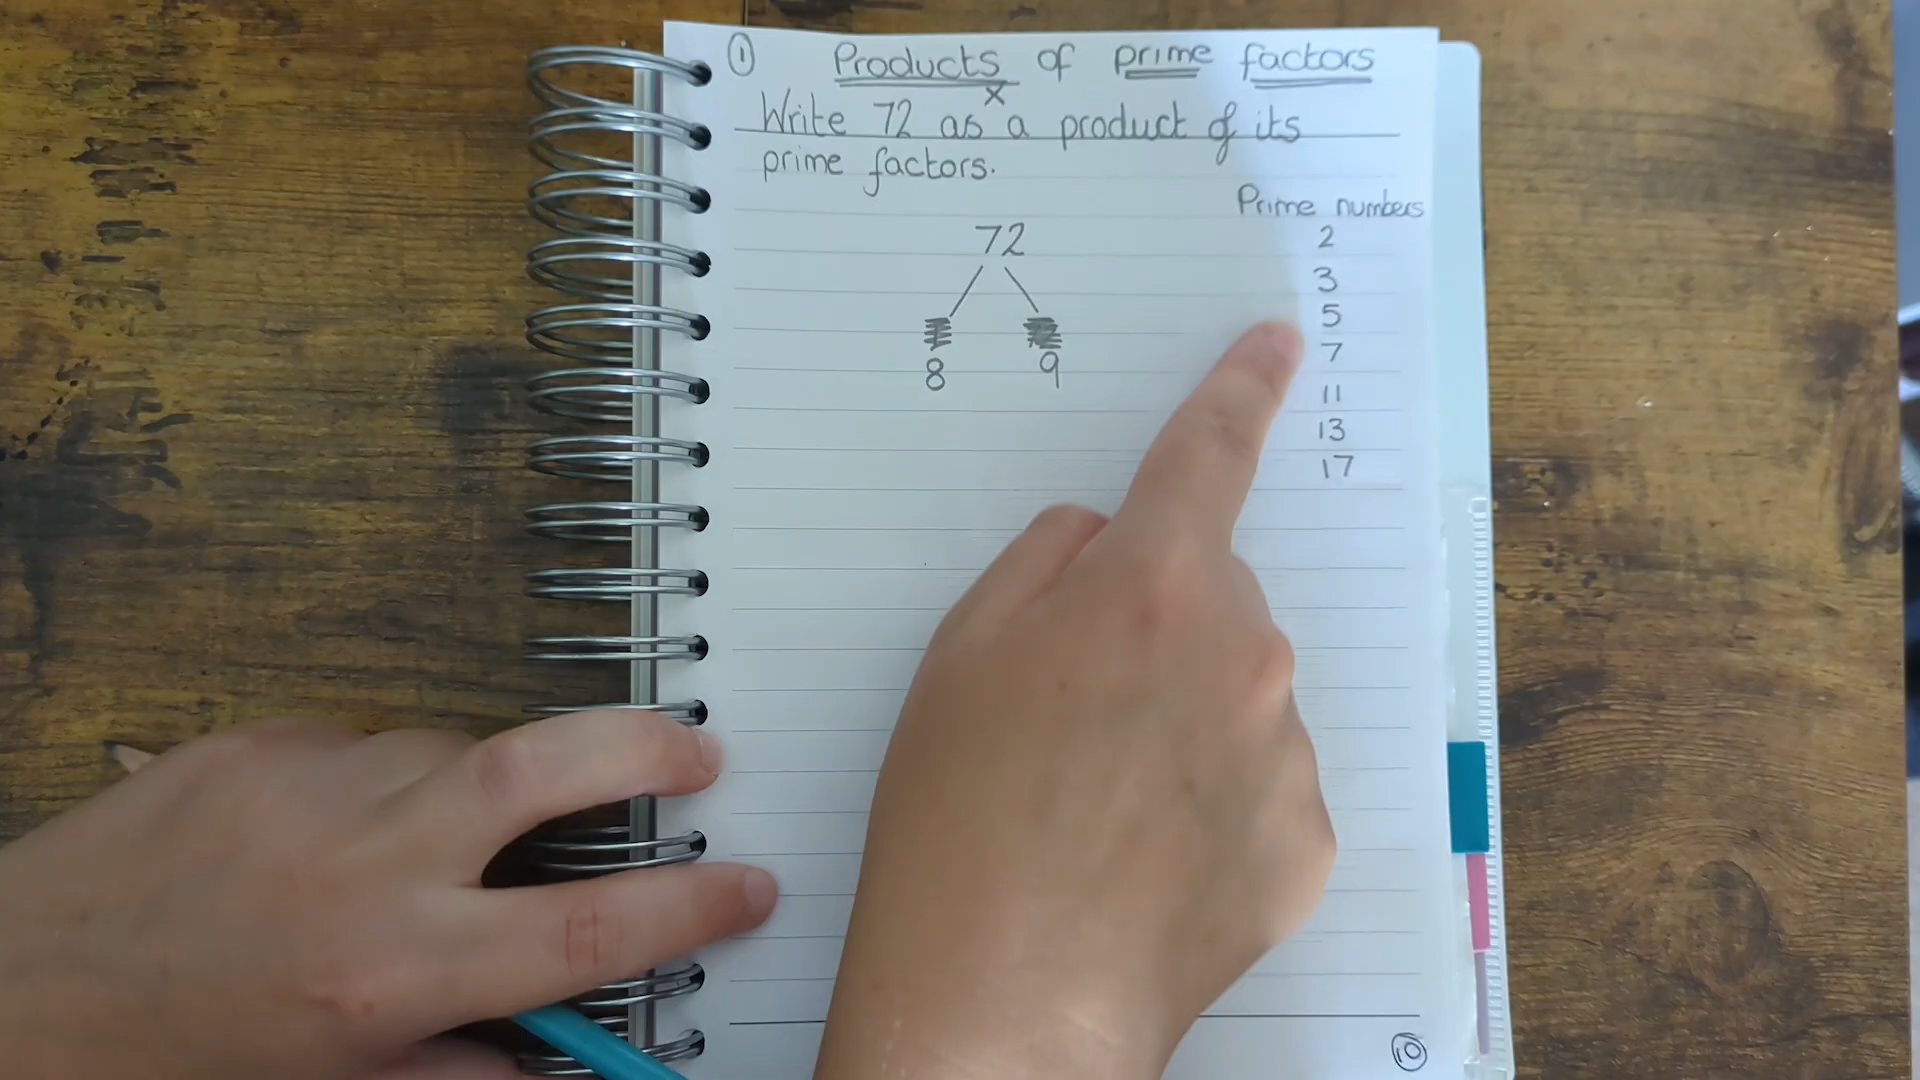 ① Products of prime factors
x
Write 72 as a product of its
prime factors.
Prime numbers
72
2
3
5
7
8 9
11
13
17
10